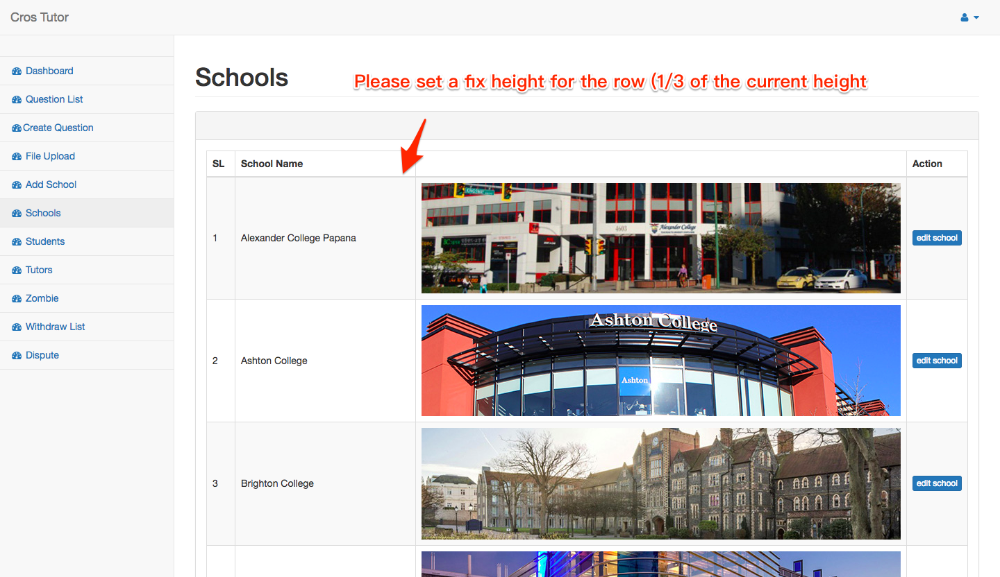 Cros Tutor
Dashboard
Question List
Create Question
File Upload
Add School
Schools
Students
Tutors
Zombie
Withdraw List
Dispute
Schools
Please set a fix height for the row (1/3 of the current height
SL School Name Action
1 Alexander College Papana
KINGSWAY
4603
Alexander College
edit school
2 Ashton College
Ashton College
Ashton
edit school
3 Brighton College
edit school